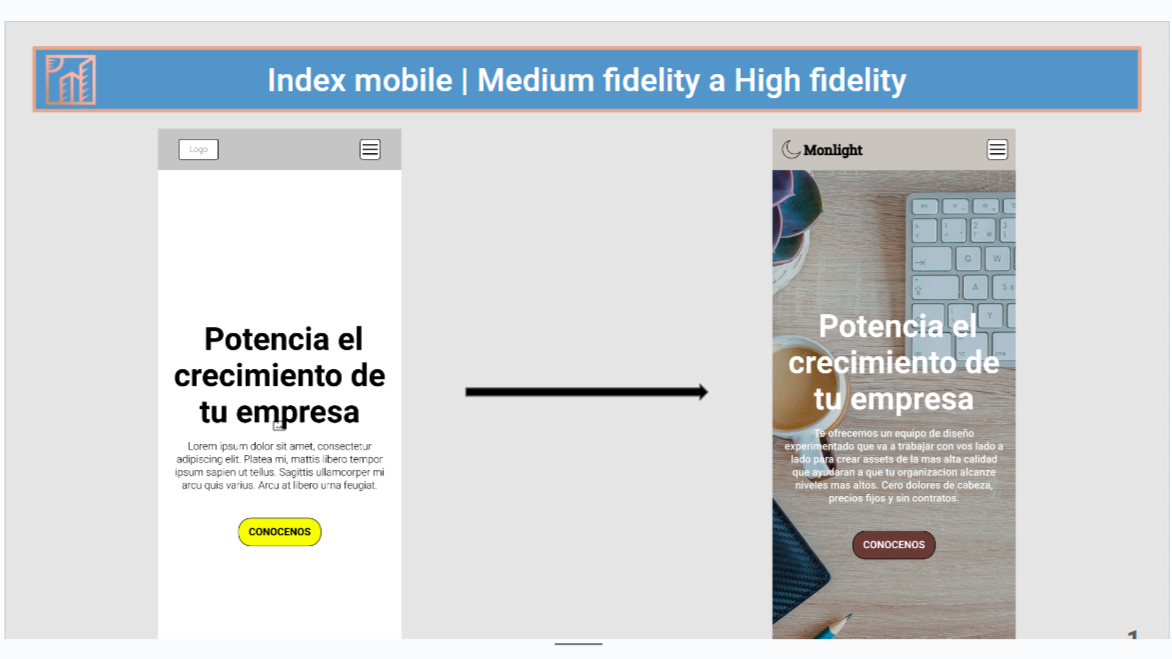 Index mobile | Medium fidelity a High fidelity
Logo
Potencia el
crecimiento de
tu empresa
Lorem ipsum dolor sit amet, consectetur
adipiscing elit. Platea mi, mattis libero tempor
ipsum sapien ut tellus. Sagittis ullamcorper mi
arcu quis varius. Arcu at libero urna feugiat.
CONOCENOS
Monlight
Potencia el
crecimiento de
tu empresa
Te ofrecemos un equipo de diseño
experimentado que va a trabajar con vos lado a
lado para crear assets de la mas alta calidad
que ayudaran a que tu organizacion alcanze
niveles mas altos. Cero dolores de cabeza,
precios fijos y sin contratos.
CONOCENOS
1